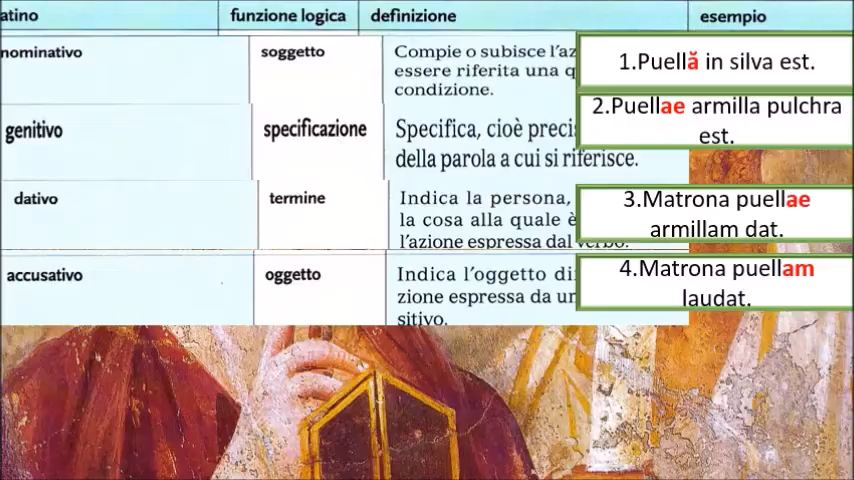 atino funzione logica definizione esempio
nominativo soggetto Compie o subisce l'az
essere riferita una q
condizione.
1.Puellă in silva est.
genitivo specificazione Specifica, cioè preci
della parola a cui si riferisce.
2.Puellae armilla pulchra
est.
dativo termine Indica la persona,
la cosa alla quale è
l'azione espressa dal verbo.
3.Matrona puellae
armillam dat.
accusativo oggetto Indica l'oggetto di
zione espressa da un
sitivo.
4.Matrona puellam
laudat.